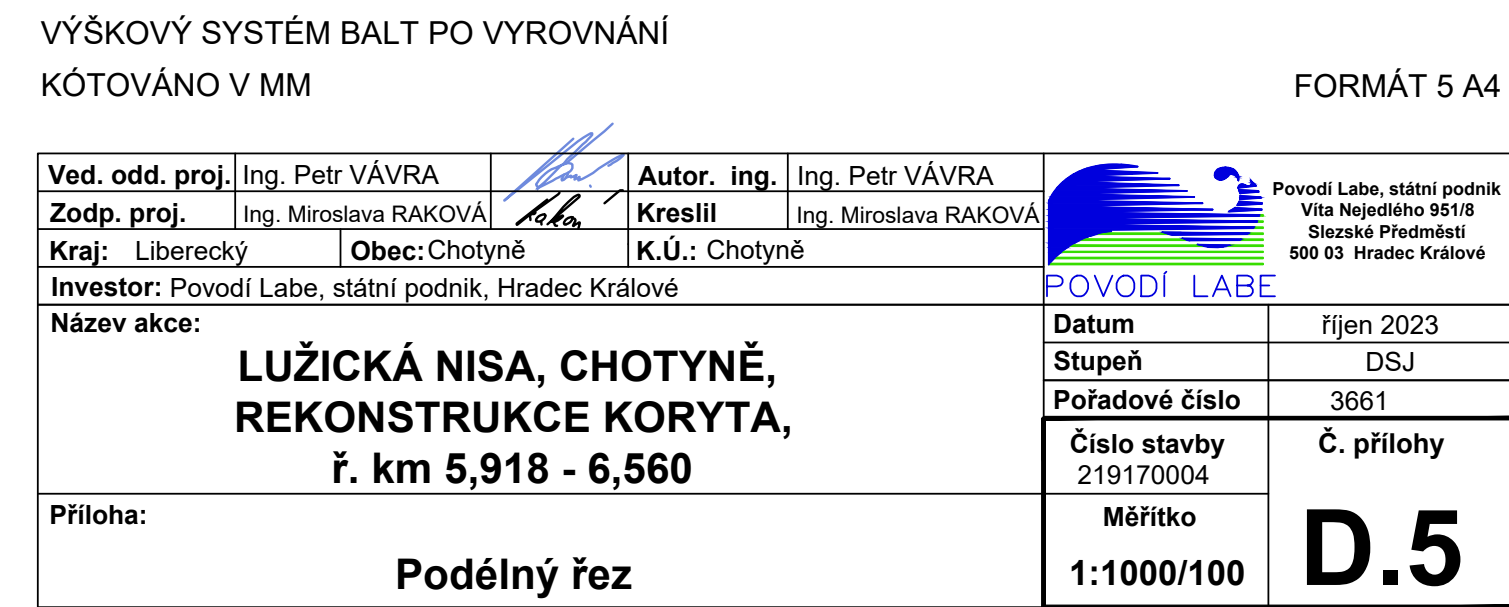 VÝŠKOVÝ SYSTÉM BALT PO VYROVNÁNÍ
KÓTOVÁNO V MM
FORMÁT 5 A4
Ved. odd. proj. Ing. Petr VÁVRA Autor. ing. Ing. Petr VÁVRA
Zodp. proj. Ing. Miroslava RAKOVÁ Kreslil Ing. Miroslava RAKOVÁ
Kraj: Liberecký Obec: Chotyně K.Ú.: Chotyně
Investor: Povodí Labe, státní podnik, Hradec Králové
POVODÍ LABE
Povodí Labe, státní podnik
Víta Nejedlého 951/8
Slezské Předměstí
500 03 Hradec Králové
Název akce:
LUŽICKÁ NISA, CHOTYNĚ,
REKONSTRUKCE KORYTA,
ř. km 5,918 - 6,560
Datum říjen 2023
Stupeň DSJ
Pořadové číslo 3661
Číslo stavby
219170004
Č. přílohy
D.5
Příloha:
Podélný řez
Měřítko
1:1000/100